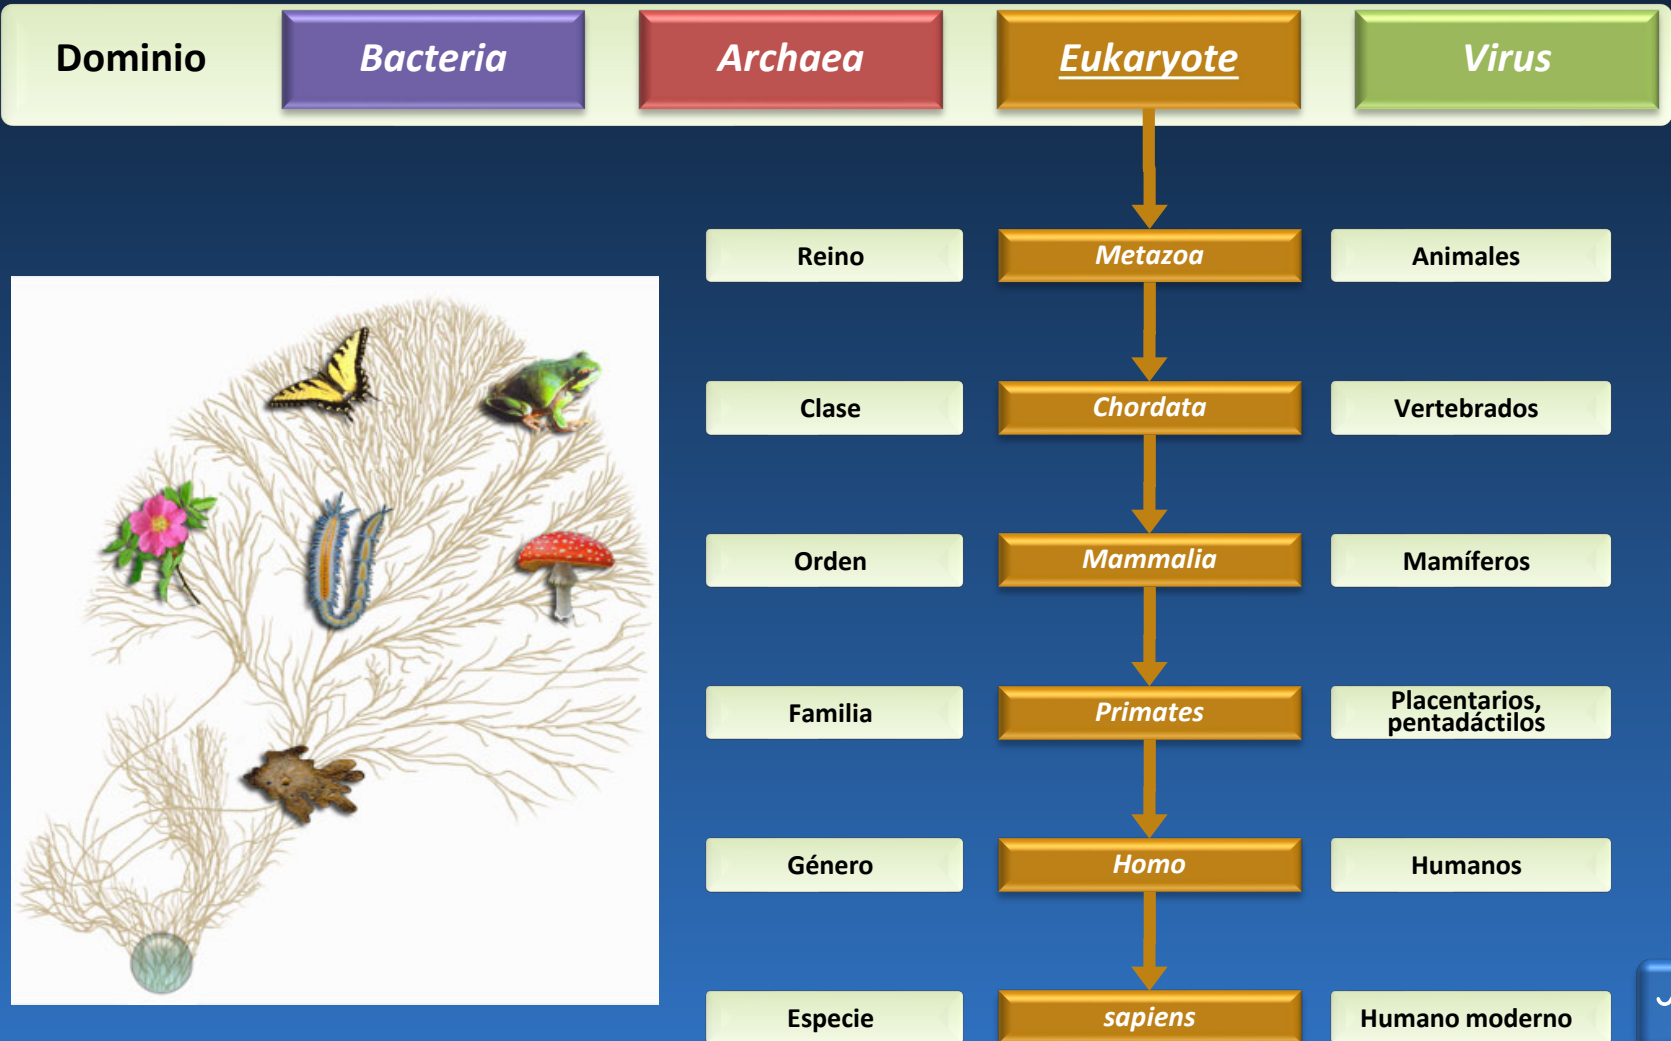 Dominio Bacteria Archaea Eukaryote Virus
Reino Metazoa Animales
Clase Chordata Vertebrados
Orden Mammalia Mamíferos
Familia Primates Placentarios,
pentadáctilos
Género Homo Humanos
Especie sapiens Humano moderno